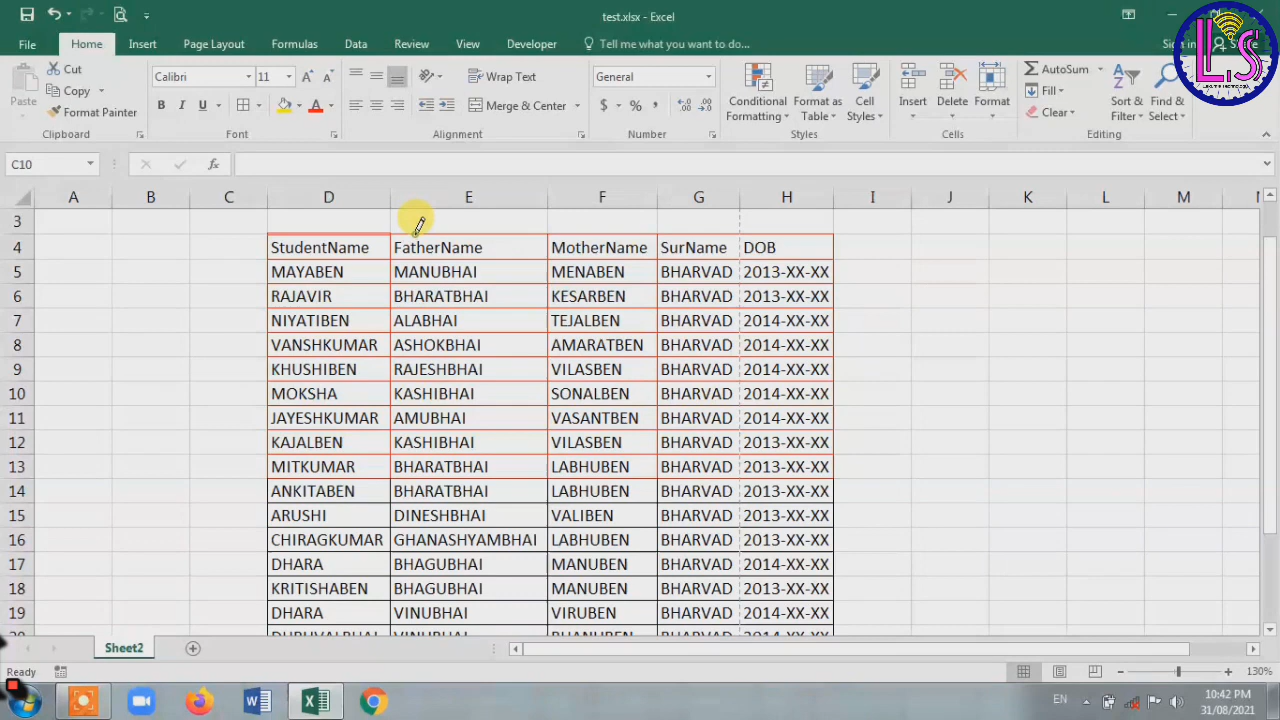 test.xlsx - Excel
File Home Insert Page Layout Formulas Data Review View Developer Tell me what you want to do... Sign in
LS
Cut
Copy
Format Painter
Paste
Calibri 11
B I U
Wrap Text
Merge & Center
General
$ % ,
Conditional Formatting
Format as Table
Cell Styles
Insert
Delete
Format
AutoSum
Fill
Clear
Sort & Filter
Find & Select
Clipboard Font Alignment Number Styles Cells Editing
C10 fx
A B C D E F G H I J K L M
3
4 StudentName FatherName MotherName SurName DOB
5 MAYABEN MANUBHAI MENABEN BHARVAD 2013-XX-XX
6 RAJAVIR BHARATBHAI KESARBEN BHARVAD 2013-XX-XX
7 NIYATIBEN ALABHAI TEJALBEN BHARVAD 2014-XX-XX
8 VANSHKUMAR ASHOKBHAI AMARATBEN BHARVAD 2014-XX-XX
9 KHUSHIBEN RAJESHBHAI VILASBEN BHARVAD 2014-XX-XX
10 MOKSHA KASHIBHAI SONALBEN BHARVAD 2014-XX-XX
11 JAYESHKUMAR AMUBHAI VASANTBEN BHARVAD 2014-XX-XX
12 KAJALBEN KASHIBHAI VILASBEN BHARVAD 2013-XX-XX
13 MITKUMAR BHARATBHAI LABHUBEN BHARVAD 2013-XX-XX
14 ANKITABEN BHARATBHAI LABHUBEN BHARVAD 2013-XX-XX
15 ARUSHI DINESHBHAI VALIBEN BHARVAD 2013-XX-XX
16 CHIRAGKUMAR GHANASHYAMBHAI LABHUBEN BHARVAD 2013-XX-XX
17 DHARA BHAGUBHAI MANUBEN BHARVAD 2014-XX-XX
18 KRITISHABEN BHAGUBHAI MANUBEN BHARVAD 2013-XX-XX
19 DHARA VINUBHAI VIRUBEN BHARVAD 2014-XX-XX
Sheet2
Ready 130%
EN 10:42 PM
31/08/2021